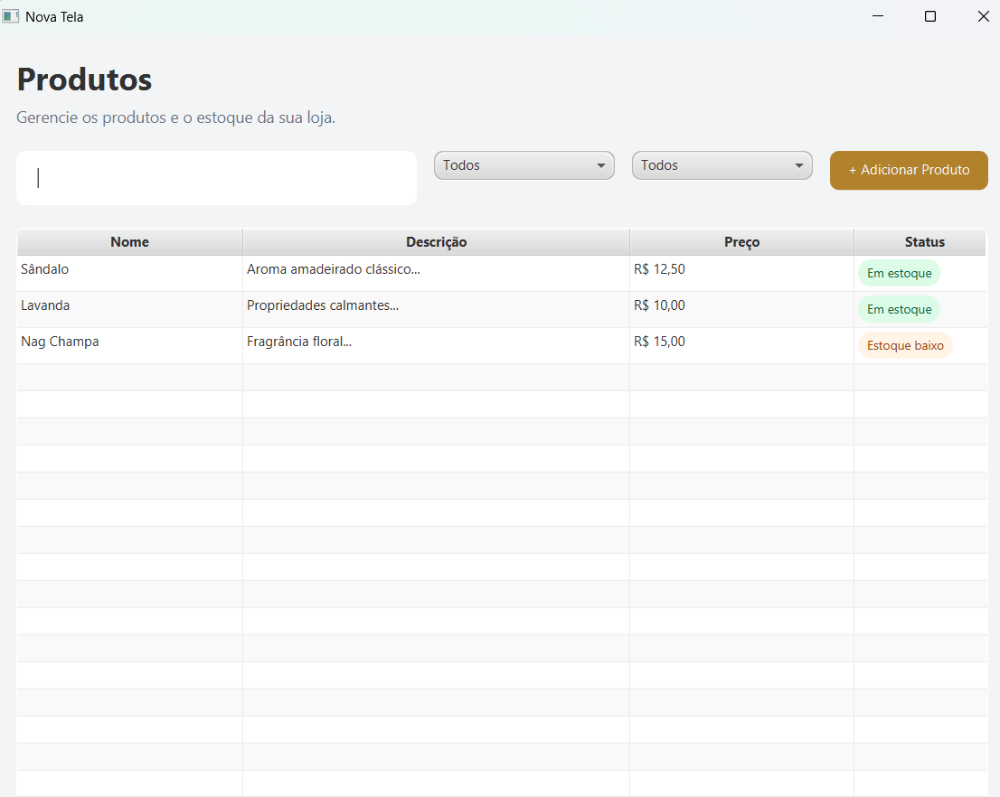 Nova Tela
Produtos
Gerencie os produtos e o estoque da sua loja.
Todos
Todos
+ Adicionar Produto
Nome Descrição Preço Status
Sândalo Aroma amadeirado clássico... R$ 12,50 Em estoque
Lavanda Propriedades calmantes... R$ 10,00 Em estoque
Nag Champa Fragrância floral... R$ 15,00 Estoque baixo